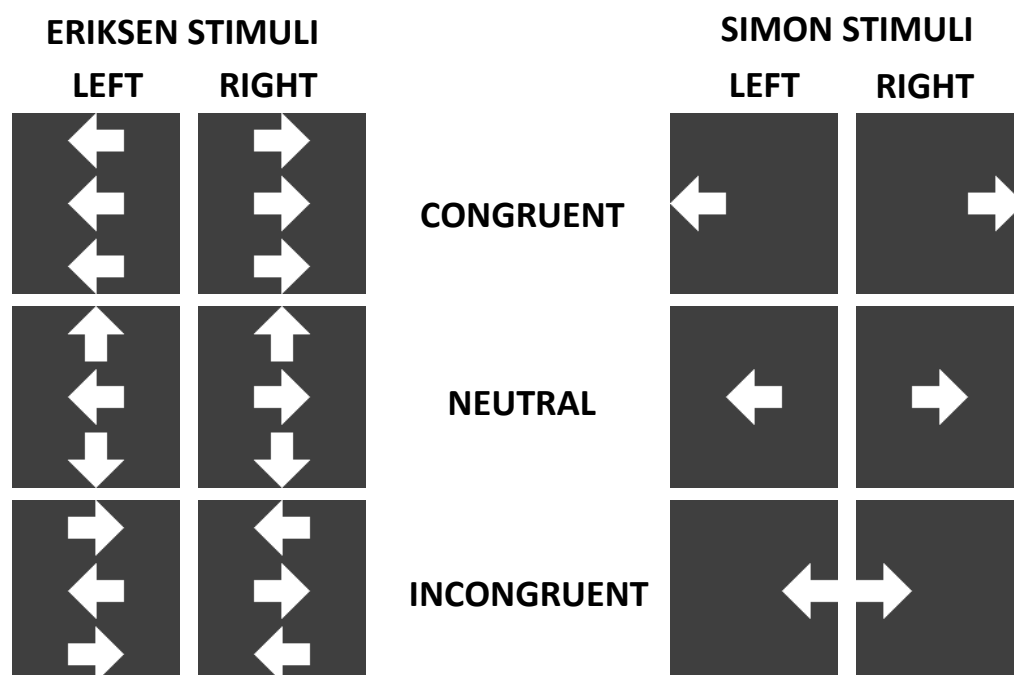 ERIKSEN STIMULI
LEFT RIGHT
SIMON STIMULI
LEFT RIGHT
CONGRUENT
NEUTRAL
INCONGRUENT